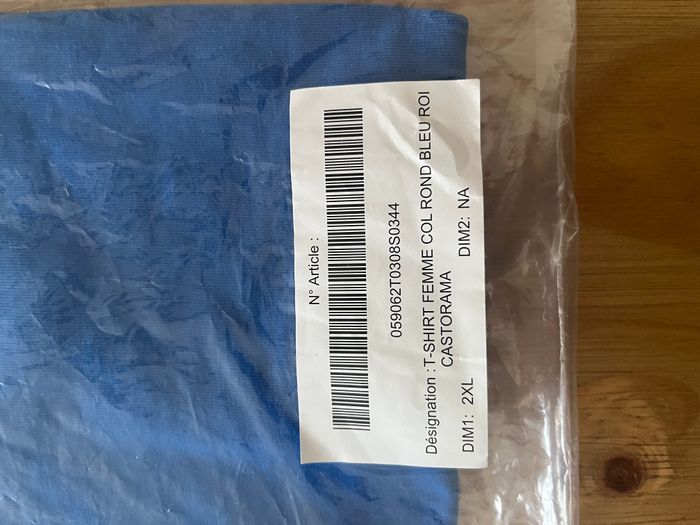 N° Article :
059062T0308S0344
Désignation : T-SHIRT FEMME COL ROND BLEU ROI
CASTORAMA
DIM1: 2XL DIM2: NA